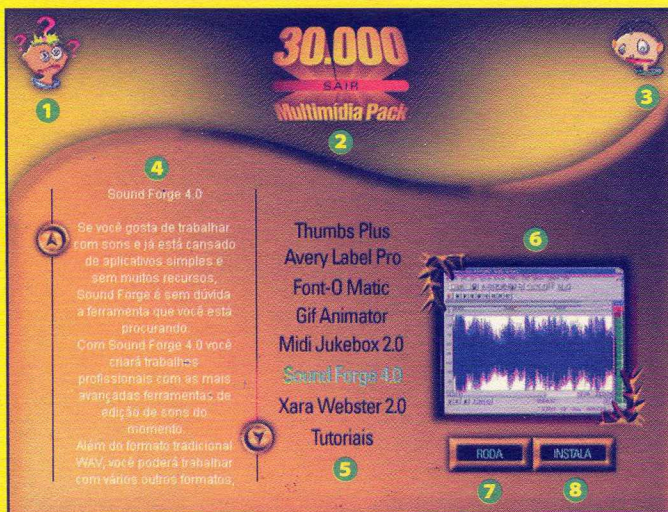 ? ? ?
30.000
SAIR
Multimídia Pack
1
2
3
4
Sound Forge 4.0
Se você gosta de trabalhar
com sons e já está cansado
de aplicativos simples e
sem muitos recursos,
Sound Forge é sem dúvida
a ferramenta que você está
procurando.
Com Sound Forge 4.0 você
criará trabalhos
profissionais com as mais
avançadas ferramentas de
edição de sons do
momento.
Além do formato tradicional
WAV, você poderá trabalhar
com vários outros formatos,
Thumbs Plus
Avery Label Pro
Font-O Matic
Gif Animator
Midi Jukebox 2.0
Sound Forge 4.0
Xara Webster 2.0
Tutoriais
5
6
RODA
INSTALA
7
8